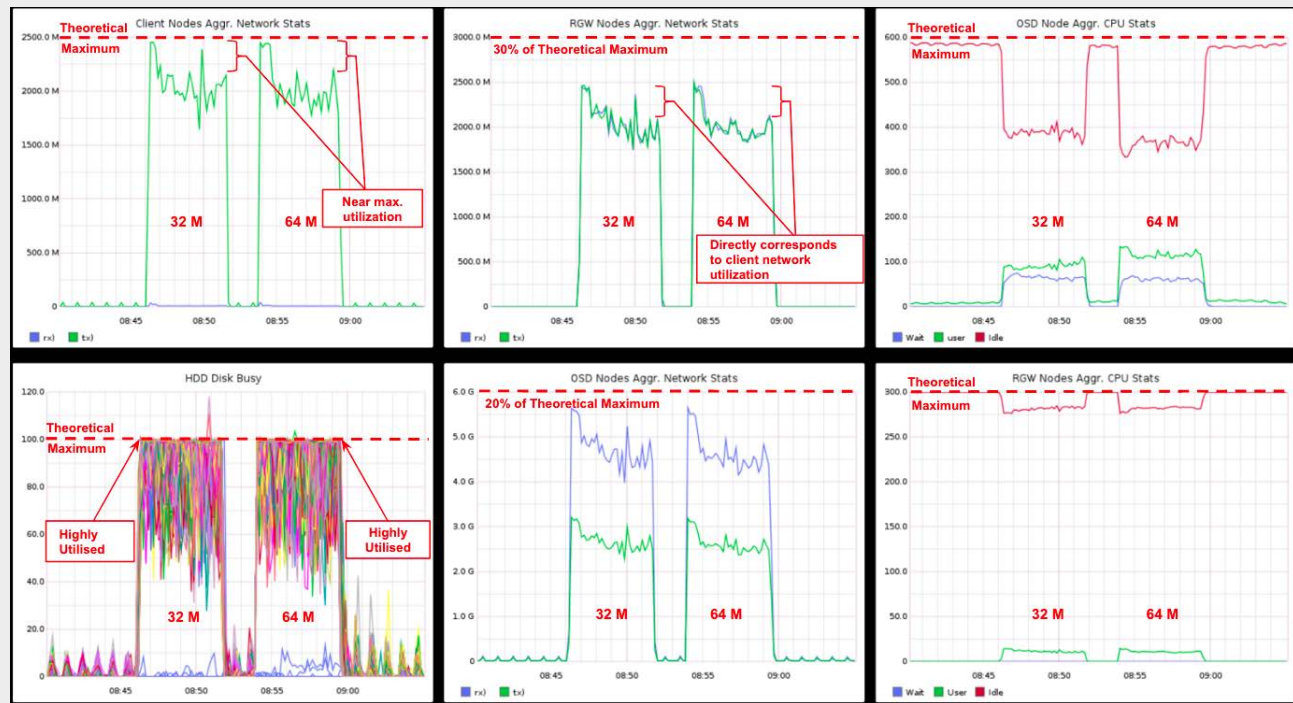 Client Nodes Aggr. Network Stats
Theoretical
Maximum
2500.0 M
2000.0 M
1500.0 M
1000.0 M
500.0 M
0
Near max.
utilization
32 M
64 M
08:45
08:50
08:55
09:00
rx)
tx)
RGW Nodes Aggr. Network Stats
30% of Theoretical Maximum
3000.0 M
2500.0 M
2000.0 M
1500.0 M
1000.0 M
500.0 M
0
32 M
64 M
Directly corresponds
to client network
utilization
08:45
08:50
08:55
09:00
rx)
tx)
OSD Node Aggr. CPU Stats
Theoretical
Maximum
600.0
500.0
400.0
300.0
200.0
100.0
0
32 M
64 M
08:45
08:50
08:55
09:00
Wait
user
Idle
HDD Disk Busy
120.0
Theoretical
100.0
Maximum
80.0
60.0
40.0
20.0
0
Highly
Utilised
Highly
Utilised
32 M
64 M
08:45
08:50
08:55
09:00
OSD Nodes Aggr. Network Stats
20% of Theoretical Maximum
6.0 G
5.0 G
4.0 G
3.0 G
2.0 G
1.0 G
0
32 M
64 M
08:45
08:50
08:55
09:00
rx)
tx)
RGW Nodes Aggr. CPU Stats
Theoretical
Maximum
300.0
250.0
200.0
150.0
100.0
50.0
0
32 M
64 M
08:45
08:50
08:55
09:00
Wait
User
Idle